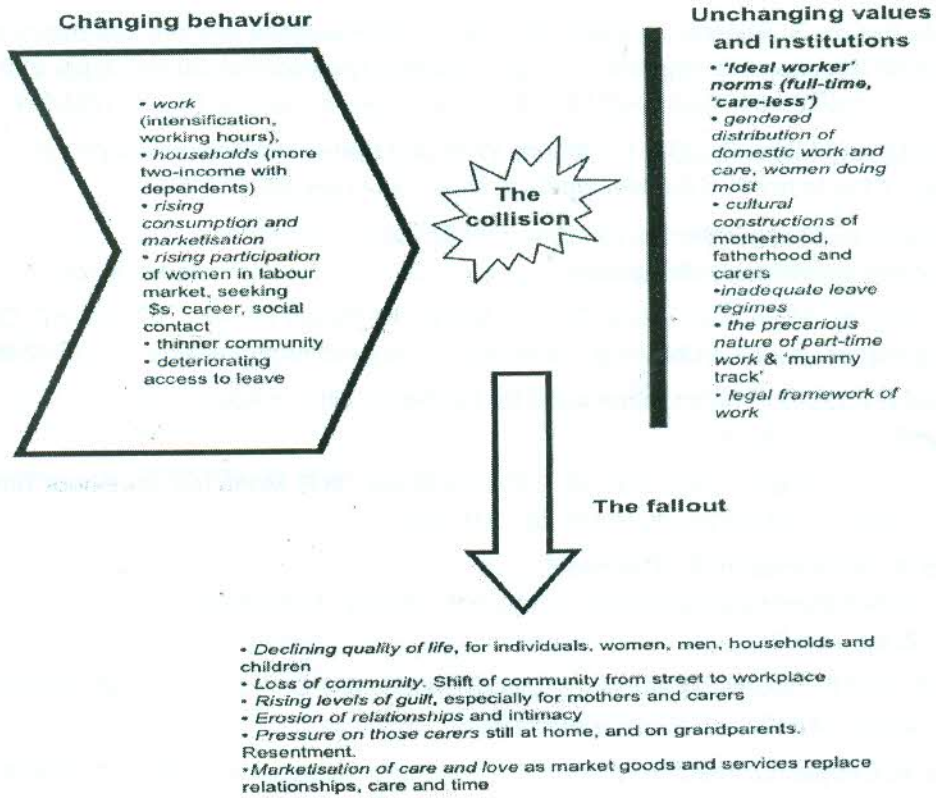 Changing behaviour
• work
(intensification,
working hours),
• households (more
two-income with
dependents)
• rising
consumption and
marketisation
• rising participation
of women in labour
market, seeking
$s, career, social
contact
• thinner community
• deteriorating
access to leave
The
collision
Unchanging values
and institutions
• ‘Ideal worker’
norms (full-time,
‘care-less’)
• gendered
distribution of
domestic work and
care, women doing
most
• cultural
constructions of
motherhood,
fatherhood and
carers
•inadequate leave
regimes
• the precarious
nature of part-time
work & ‘mummy
track’
• legal framework of
work
The fallout
• Declining quality of life, for individuals, women, men, households and
children
• Loss of community. Shift of community from street to workplace
• Rising levels of guilt, especially for mothers and carers
• Erosion of relationships and intimacy
• Pressure on those carers still at home, and on grandparents.
Resentment.
•Marketisation of care and love as market goods and services replace
relationships, care and time